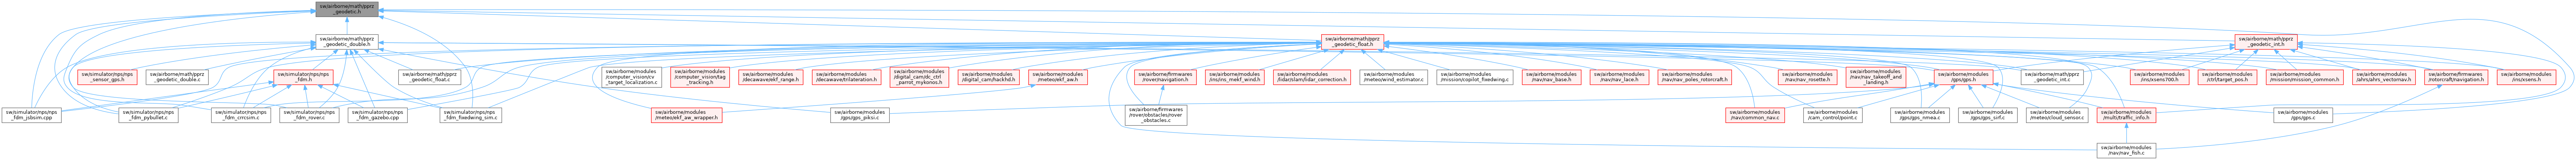 sw/airborne/math/pprz
_geodetic.h
sw/airborne/math/pprz
_geodetic_double.h
sw/airborne/math/pprz
_geodetic_float.h
sw/airborne/math/pprz
_geodetic_int.h
sw/simulator/nps/nps
_sensor_gps.h
sw/airborne/math/pprz
_geodetic_double.c
sw/simulator/nps/nps
_fdm.h
sw/airborne/math/pprz
_geodetic_float.c
sw/airborne/modules
/computer_vision/cv
_target_localization.c
sw/airborne/modules
/computer_vision/tag
_tracking.h
sw/airborne/modules
/decawave/ekf_range.h
sw/airborne/modules
/decawave/trilateration.h
sw/airborne/modules
/digital_cam/dc_ctrl
_parrot_mykonos.h
sw/airborne/modules
/digital_cam/hackhd.h
sw/airborne/modules
/meteo/ekf_aw.h
sw/airborne/firmwares
/rover/navigation.h
sw/airborne/modules
/ins/ins_mekf_wind.h
sw/airborne/modules
/lidar/slam/lidar_correction.h
sw/airborne/modules
/meteo/wind_estimator.c
sw/airborne/modules
/mission/copilot_fixedwing.c
sw/airborne/modules
/nav/nav_base.h
sw/airborne/modules
/nav/nav_lace.h
sw/airborne/modules
/nav/nav_poles_rotorcraft.h
sw/airborne/modules
/nav/nav_rosette.h
sw/airborne/modules
/nav/nav_takeoff_and
_landing.h
sw/airborne/modules
/gps/gps.h
sw/airborne/math/pprz
_geodetic_int.c
sw/airborne/modules
/ins/xsens700.h
sw/airborne/modules
/ctrl/target_pos.h
sw/airborne/modules
/mission/mission_common.h
sw/airborne/modules
/ahrs/ahrs_vectornav.h
sw/airborne/firmwares
/rotorcraft/navigation.h
sw/airborne/modules
/ins/xsens.h
sw/simulator/nps/nps
_fdm_jsbsim.cpp
sw/simulator/nps/nps
_fdm_pybullet.c
sw/simulator/nps/nps
_fdm_crrcsim.c
sw/simulator/nps/nps
_fdm_rover.c
sw/simulator/nps/nps
_fdm_gazebo.cpp
sw/simulator/nps/nps
_fdm_fixedwing_sim.c
sw/airborne/modules
/meteo/ekf_aw_wrapper.h
sw/airborne/modules
/gps/gps_piksi.c
sw/airborne/firmwares
/rover/obstacles/rover
_obstacles.c
sw/airborne/modules
/nav/common_nav.c
sw/airborne/modules
/cam_control/point.c
sw/airborne/modules
/gps/gps_nmea.c
sw/airborne/modules
/gps/gps_sirf.c
sw/airborne/modules
/meteo/cloud_sensor.c
sw/airborne/modules
/multi/traffic_info.h
sw/airborne/modules
/gps/gps.c
sw/airborne/modules
/nav/nav_fish.c